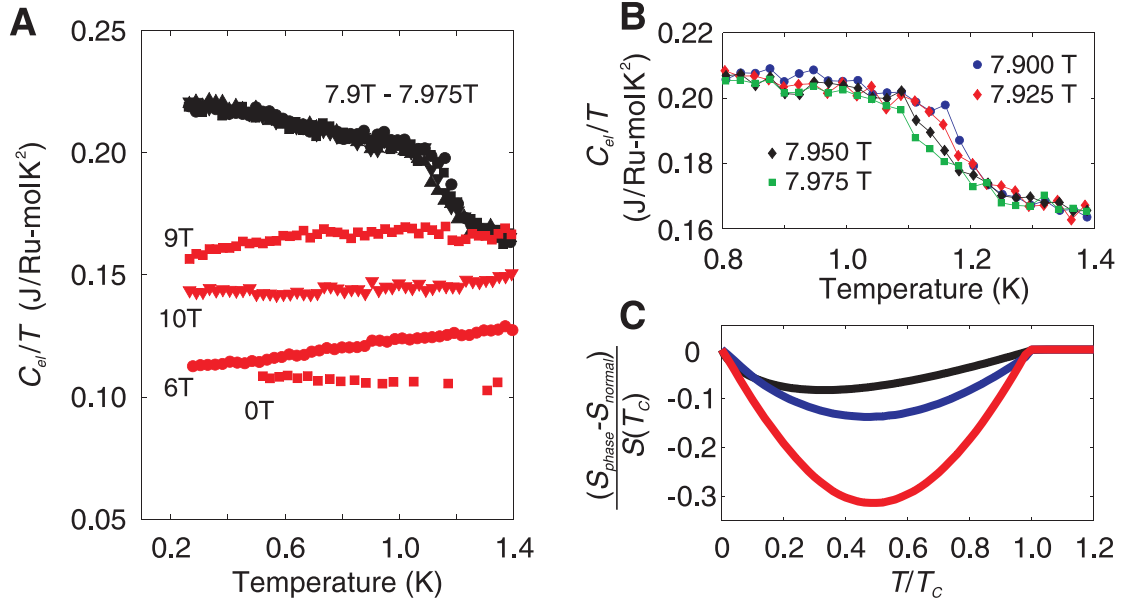 A
0.25
0.20
0.15
0.10
0.05
C_el/T (J/Ru-molK²)
7.9T - 7.975T
9T
10T
6T
0T
0.2
0.6
1.0
1.4
Temperature (K)
B
0.22
0.20
0.18
0.16
C_el/T
(J/Ru-molK²)
7.900 T
7.925 T
7.950 T
7.975 T
0.8
1.0
1.2
1.4
Temperature (K)
C
0
-0.1
-0.2
-0.3
(S_phase-S_normal)
S(T_C)
0
0.2
0.4
0.6
0.8
1.0
1.2
T/T_C